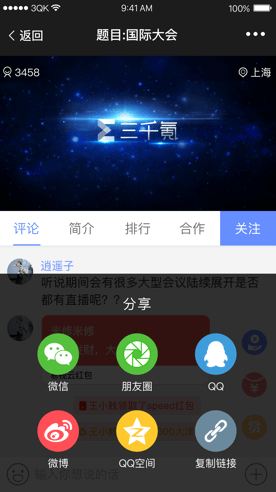 3QK
9:41 AM
100%
返回
题目:国际大会
3458
上海
三千氪
评论
简介
排行
合作
关注
逍遥子
听说期间会有很多大型会议陆续展开是否
都有直播呢？？
分享
微信
朋友圈
QQ
微博
QQ空间
复制链接
输入你想说的话